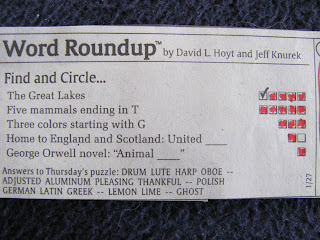 Word Roundup™ by David L. Hoyt and Jeff Knurek
Find and Circle...
The Great Lakes
Five mammals ending in T
Three colors starting with G
Home to England and Scotland: United ____
George Orwell novel: "Animal ____"
Answers to Thursday's puzzle: DRUM LUTE HARP OBOE --
ADJUSTED ALUMINUM PLEASING THANKFUL -- POLISH
GERMAN LATIN GREEK -- LEMON LIME -- GHOST
1/27